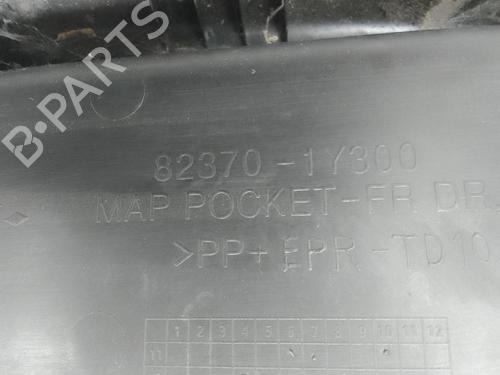 82370-1Y300
MAP POCKET-FR DR
>PP+EPR-TD10
1 2 3 4 5 6 7 8 9 10 11 12
11
B-Parts